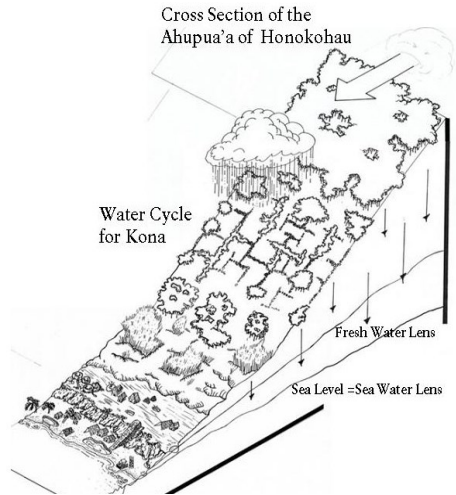 Cross Section of the
Ahupua'a of Honokohau
Water Cycle
for Kona
Fresh Water Lens
Sea Level =Sea Water Lens